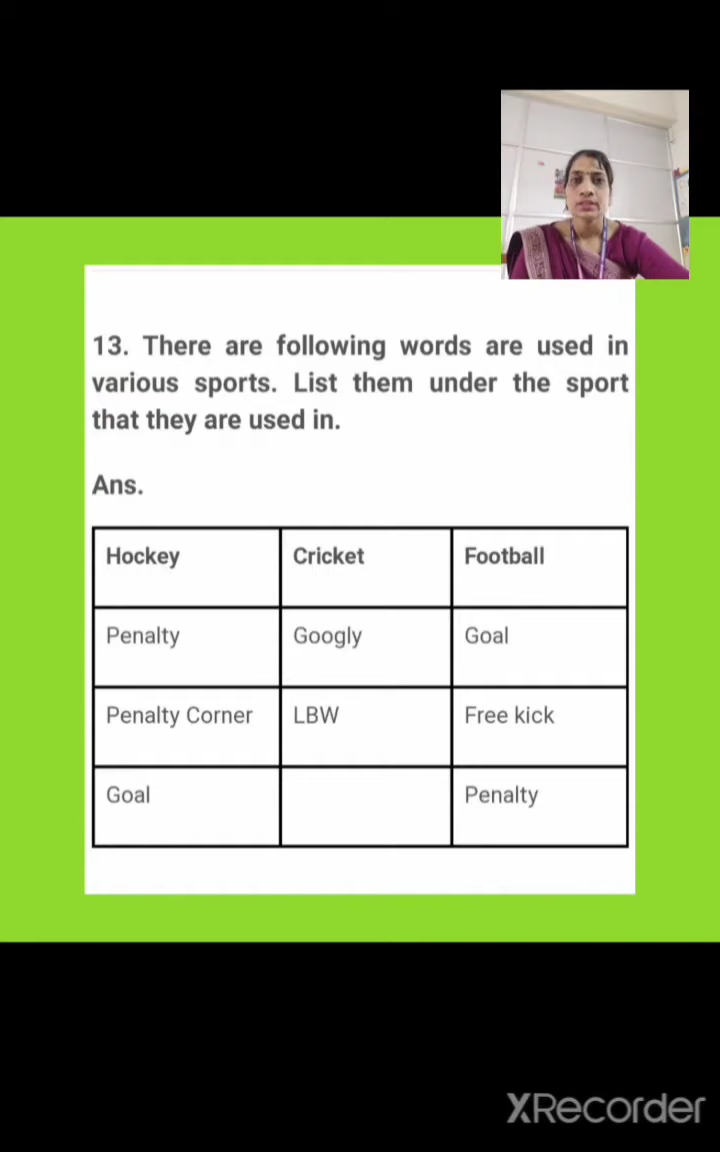 13. There are following words are used in
various sports. List them under the sport
that they are used in.
Ans.
Hockey Cricket Football
Penalty Googly Goal
Penalty Corner LBW Free kick
Goal Penalty
XRecorder